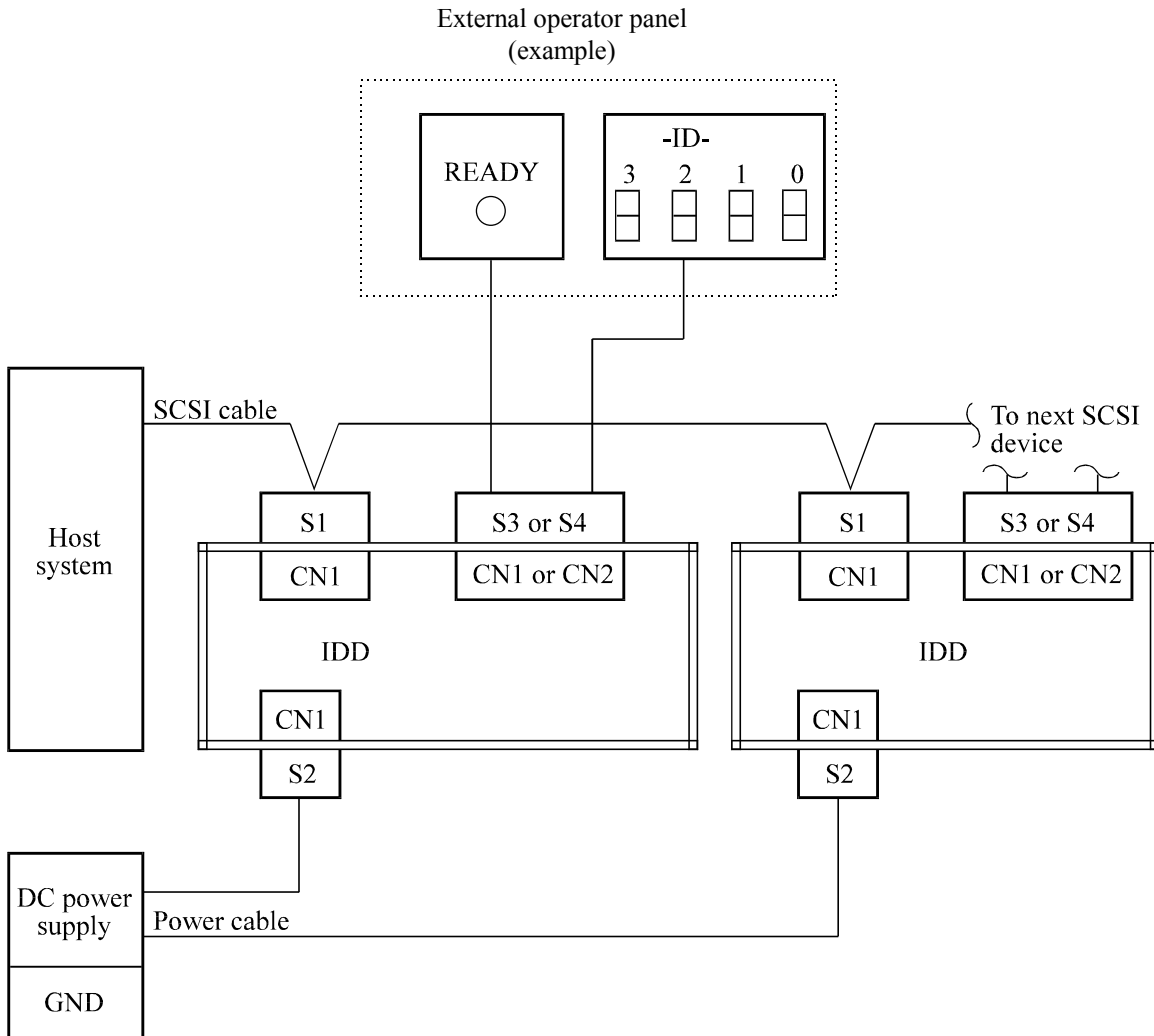 External operator panel
(example)
READY
-ID-
3 2 1 0
SCSI cable
To next SCSI
device
Host
system
S1
S3 or S4
S1
S3 or S4
CN1
CN1 or CN2
CN1
CN1 or CN2
IDD
IDD
CN1
CN1
S2
S2
DC power
supply
Power cable
GND